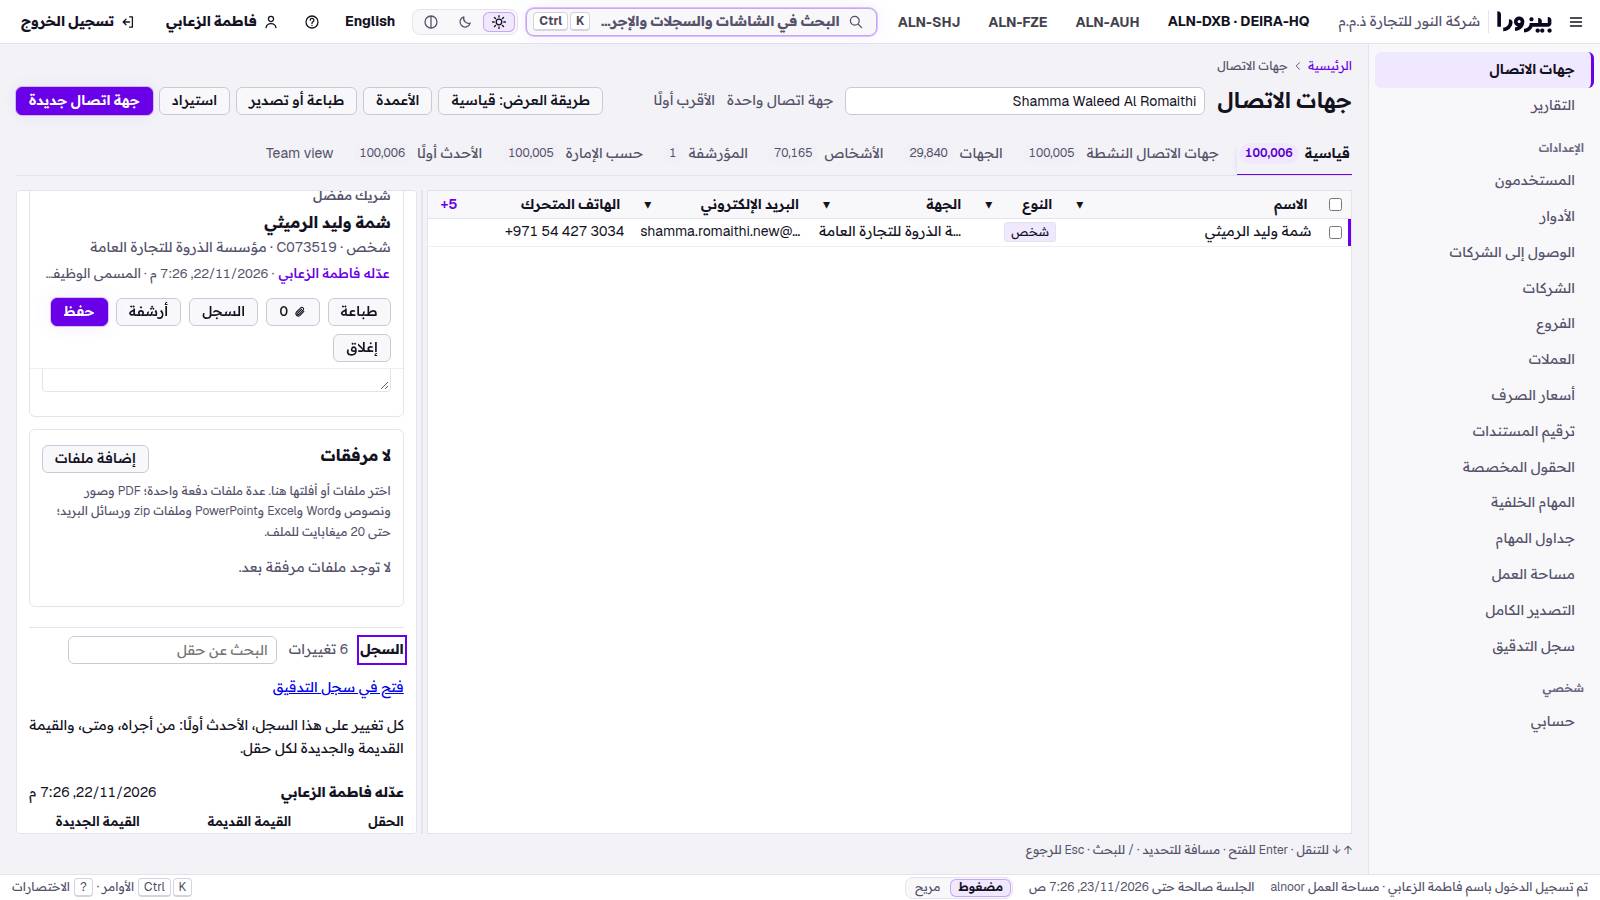 بيزورا
شركة النور للتجارة ذ.م.م
ALN-DXB · DEIRA-HQ
ALN-AUH
ALN-FZE
ALN-SHJ
البحث في الشاشات والسجلات والإجر...
Ctrl K
English
فاطمة الزعابي
تسجيل الخروج
جهات الاتصال
التقارير
الإعدادات
المستخدمون
الأدوار
الوصول إلى الشركات
الشركات
الفروع
العملات
أسعار الصرف
ترقيم المستندات
الحقول المخصصة
المهام الخلفية
جداول المهام
مساحة العمل
التصدير الكامل
سجل التدقيق
شخصي
حسابي
الرئيسية › جهات الاتصال
جهات الاتصال
Shamma Waleed Al Romaithi
جهة اتصال واحدة
الأقرب أولًا
طريقة العرض: قياسية
الأعمدة
طباعة أو تصدير
استيراد
جهة اتصال جديدة
قياسية 100,006
جهات الاتصال النشطة 100,005
الجهات 29,840
الأشخاص 70,165
المؤرشفة 1
حسب الإمارة 100,005
الأحدث أولًا 100,006
Team view
الاسم ▼ النوع ▼ الجهة ▼ البريد الإلكتروني ▼ الهاتف المتحرك +5
شمة وليد الرميثي شخص ...ـة الذروة للتجارة العامة shamma.romaithi.new@... +971 54 427 3034
شريك مفضل
شمة وليد الرميثي
شخص · C073519 · مؤسسة الذروة للتجارة العامة
عدّله فاطمة الزعابي · 22/11/2026, 7:26 م · المسمى الوظيفـ...
طباعة
0
السجل
أرشفة
حفظ
إغلاق
لا مرفقات
إضافة ملفات
اختر ملفات أو أفلتها هنا. عدة ملفات دفعة واحدة؛ PDF وصور
ونصوص وWord وExcel وPowerPoint وملفات zip ورسائل البريد؛
حتى 20 ميغابايت للملف.
لا توجد ملفات مرفقة بعد.
السجل
6 تغييرات
البحث عن حقل
فتح في سجل التدقيق
كل تغيير على هذا السجل، الأحدث أولًا: من أجراه، ومتى، والقيمة
القديمة والجديدة لكل حقل.
عدّله فاطمة الزعابي
22/11/2026, 7:26 م
الحقل القيمة القديمة القيمة الجديدة
↑↓ للتنقل · Enter للفتح · مسافة للتحديد · / للبحث · Esc للرجوع
تم تسجيل الدخول باسم فاطمة الزعابي · مساحة العمل alnoor
الجلسة صالحة حتى 23/11/2026, 7:26 ص
مضغوط
مريح
Ctrl K الأوامر · ? الاختصارات